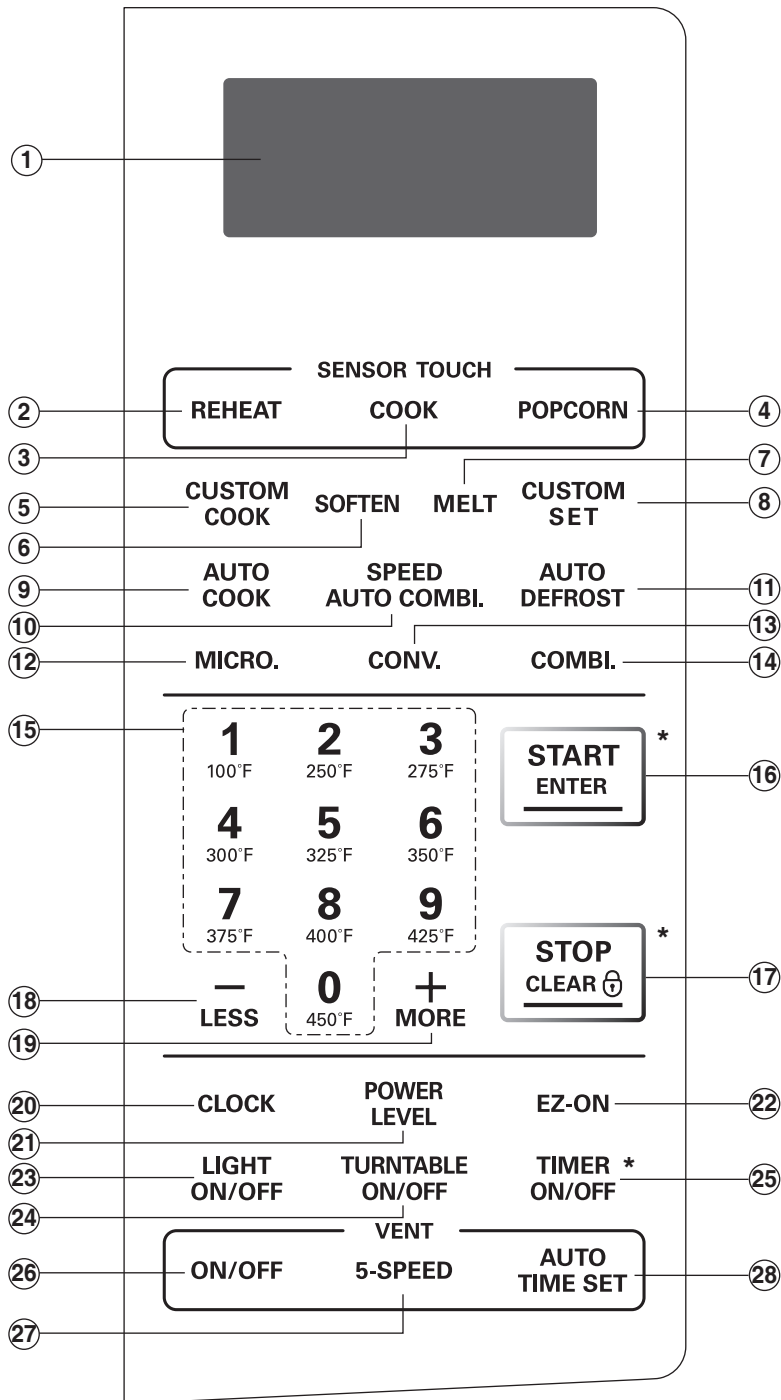 1
SENSOR TOUCH
2 REHEAT COOK POPCORN 4
3 7
5 CUSTOM COOK SOFTEN MELT CUSTOM SET 8
6
9 AUTO COOK SPEED AUTO COMBI. AUTO DEFROST 11
10 13
12 MICRO. CONV. COMBI. 14
15 1 2 3 START * 16
100°F 250°F 275°F ENTER
4 5 6
300°F 325°F 350°F
7 8 9 STOP *
375°F 400°F 425°F CLEAR 17
18 − 0 +
LESS 450°F MORE
19
20 CLOCK POWER LEVEL EZ-ON 22
21
23 LIGHT ON/OFF TURNTABLE ON/OFF TIMER * ON/OFF 25
24
VENT
26 ON/OFF 5-SPEED AUTO TIME SET 28
27